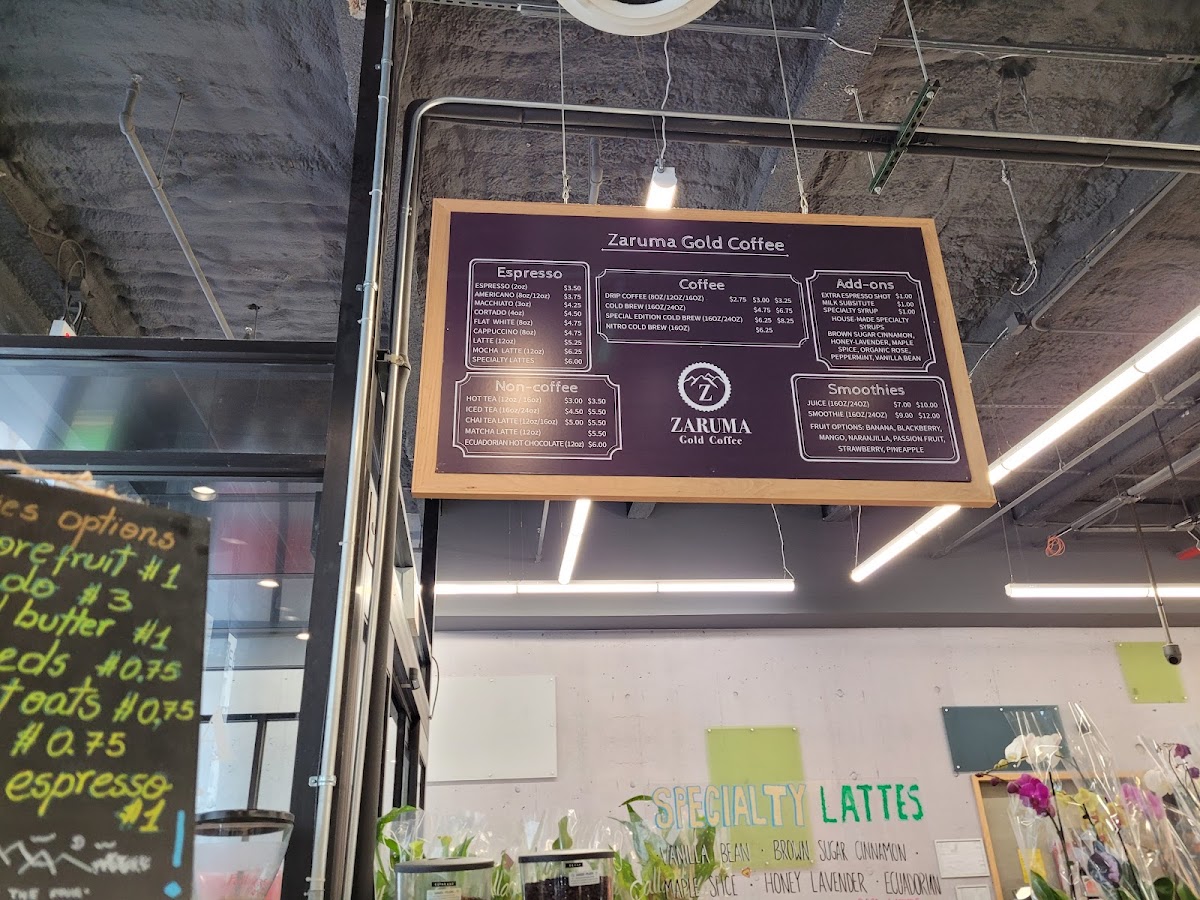 Zaruma Gold Coffee
Espresso
ESPRESSO (2oz) $3.50
AMERICANO (8oz/12oz) $3.75
MACCHIATO (3oz) $4.25
CORTADO (4oz) $4.50
FLAT WHITE (8oz) $4.75
CAPPUCCINO (8oz) $4.75
LATTE (12oz) $5.25
MOCHA LATTE (12oz) $6.25
SPECIALTY LATTES $6.00
Non-coffee
HOT TEA (12oz/16oz) $3.00 $3.50
ICED TEA (16oz/24oz) $4.50 $5.50
CHAI TEA LATTE (12oz/16oz) $5.00 $5.50
MATCHA LATTE (12oz) $5.50
ECUADORIAN HOT CHOCOLATE (12oz) $6.00
Coffee
DRIP COFFEE (8OZ/12OZ/16OZ) $2.75 $3.00 $3.25
COLD BREW (16OZ/24OZ) $4.75 $6.75
SPECIAL EDITION COLD BREW (16OZ/24OZ) $6.25 $8.25
NITRO COLD BREW (16OZ) $6.25
Z
ZARUMA
Gold Coffee
Add-ons
EXTRA ESPRESSO SHOT $1.00
MILK SUBSITUTE $1.00
SPECIALTY SYRUP $1.00
HOUSE-MADE SPECIALTY
SYRUPS
BROWN SUGAR CINNAMON,
HONEY-LAVENDER, MAPLE
SPICE, ORGANIC ROSE,
PEPPERMINT, VANILLA BEAN
Smoothies
JUICE (16OZ/24OZ) $7.00 $10.00
SMOOTHIE (16OZ/24OZ) $9.00 $12.00
FRUIT OPTIONS: BANANA, BLACKBERRY,
MANGO, NARANJILLA, PASSION FRUIT,
STRAWBERRY, PINEAPPLE
es options
ore fruit #1
do #3
butter #1
eds #0.75
oats #0,75
#0.75
espresso
#1
SPECIALTY LATTES
VANILLA BEAN · BROWN SUGAR CINNAMON ·
MAPLE SPICE · HONEY LAVENDER · ECUADORIAN